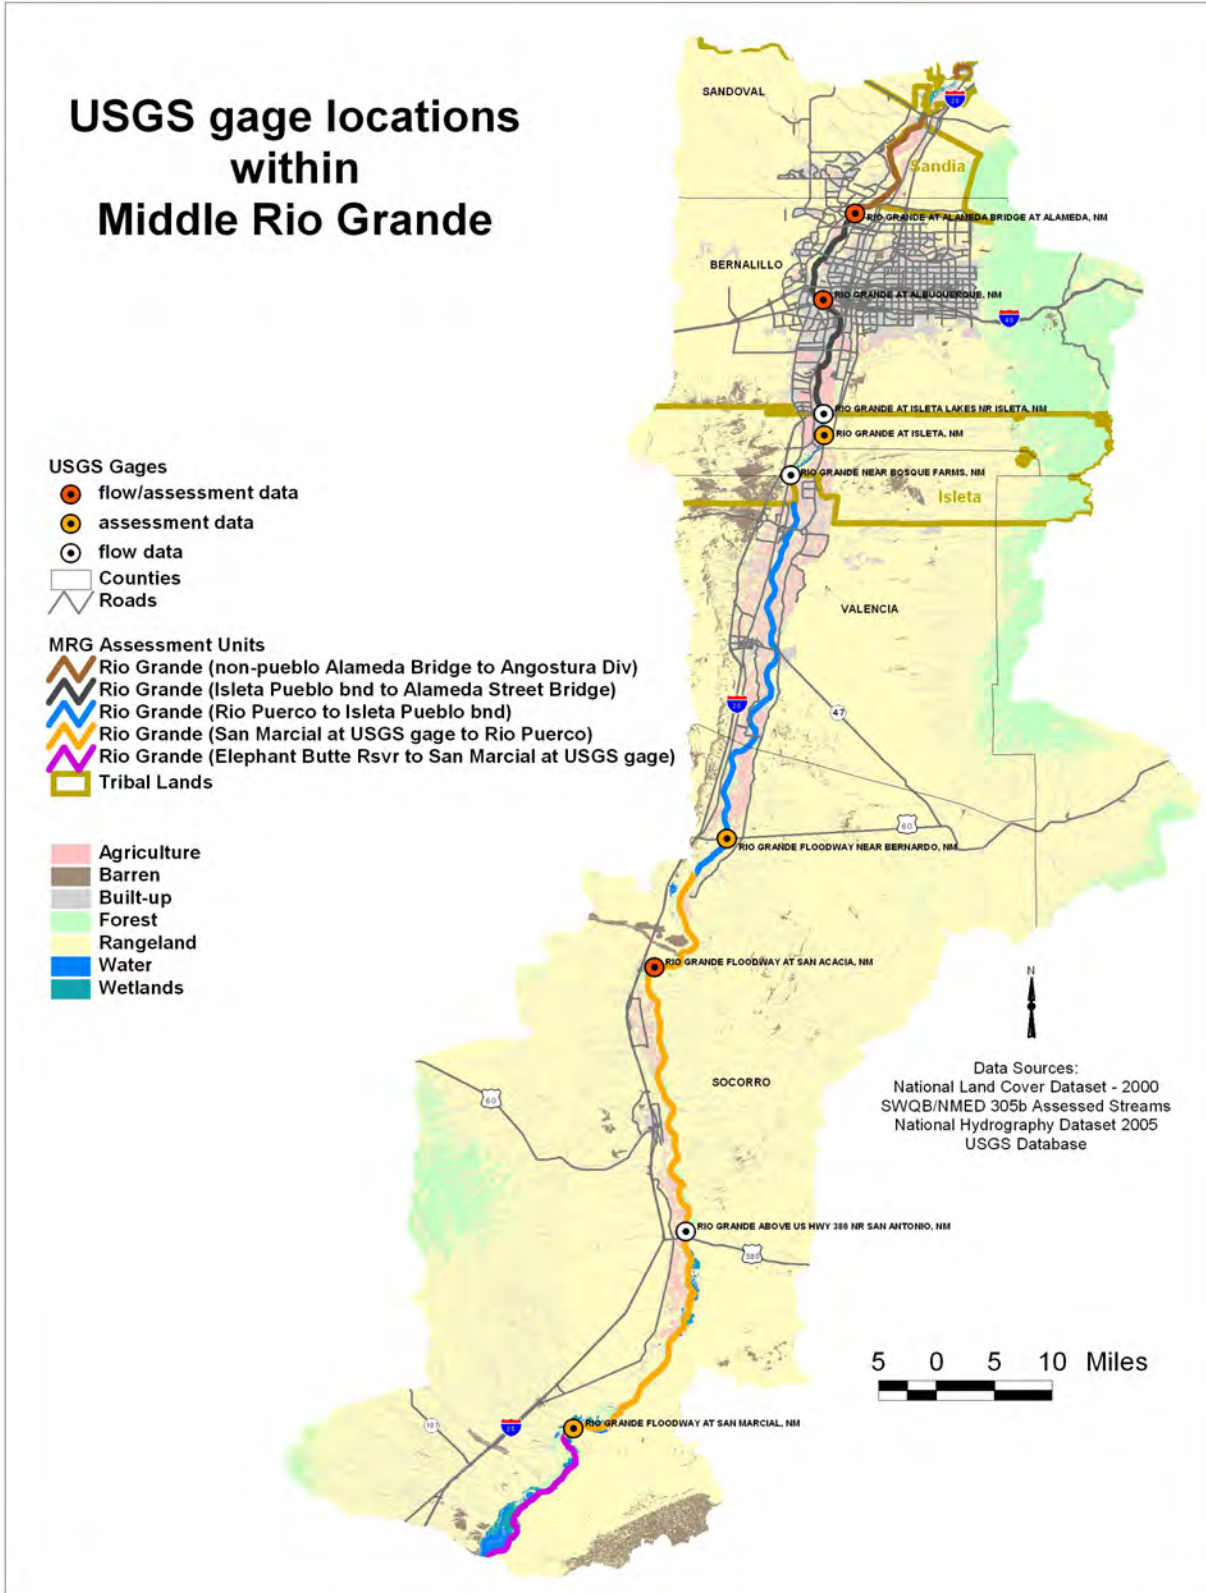 USGS gage locations
within
Middle Rio Grande
SANDOVAL
25
Sandia
RIO GRANDE AT ALAMEDA BRIDGE AT ALAMEDA, NM
BERNALILLO
RIO GRANDE AT ALBUQUERQUE, NM
40
RIO GRANDE AT ISLETA LAKES NR ISLETA, NM
RIO GRANDE AT ISLETA, NM
RIO GRANDE NEAR BOSQUE FARMS, NM
Isleta
USGS Gages
flow/assessment data
assessment data
flow data
Counties
Roads
VALENCIA
MRG Assessment Units
Rio Grande (non-pueblo Alameda Bridge to Angostura Div)
Rio Grande (Isleta Pueblo bnd to Alameda Street Bridge)
Rio Grande (Rio Puerco to Isleta Pueblo bnd)
Rio Grande (San Marcial at USGS gage to Rio Puerco)
Rio Grande (Elephant Butte Rsvr to San Marcial at USGS gage)
Tribal Lands
25
47
60
RIO GRANDE FLOODWAY NEAR BERNARDO, NM
Agriculture
Barren
Built-up
Forest
Rangeland
Water
Wetlands
RIO GRANDE FLOODWAY AT SAN ACACIA, NM
N
Data Sources:
National Land Cover Dataset - 2000
SWQB/NMED 305b Assessed Streams
National Hydrography Dataset 2005
USGS Database
SOCORRO
60
RIO GRANDE ABOVE US HWY 380 NR SAN ANTONIO, NM
380
5 0 5 10 Miles
RIO GRANDE FLOODWAY AT SAN MARCIAL, NM
107
25